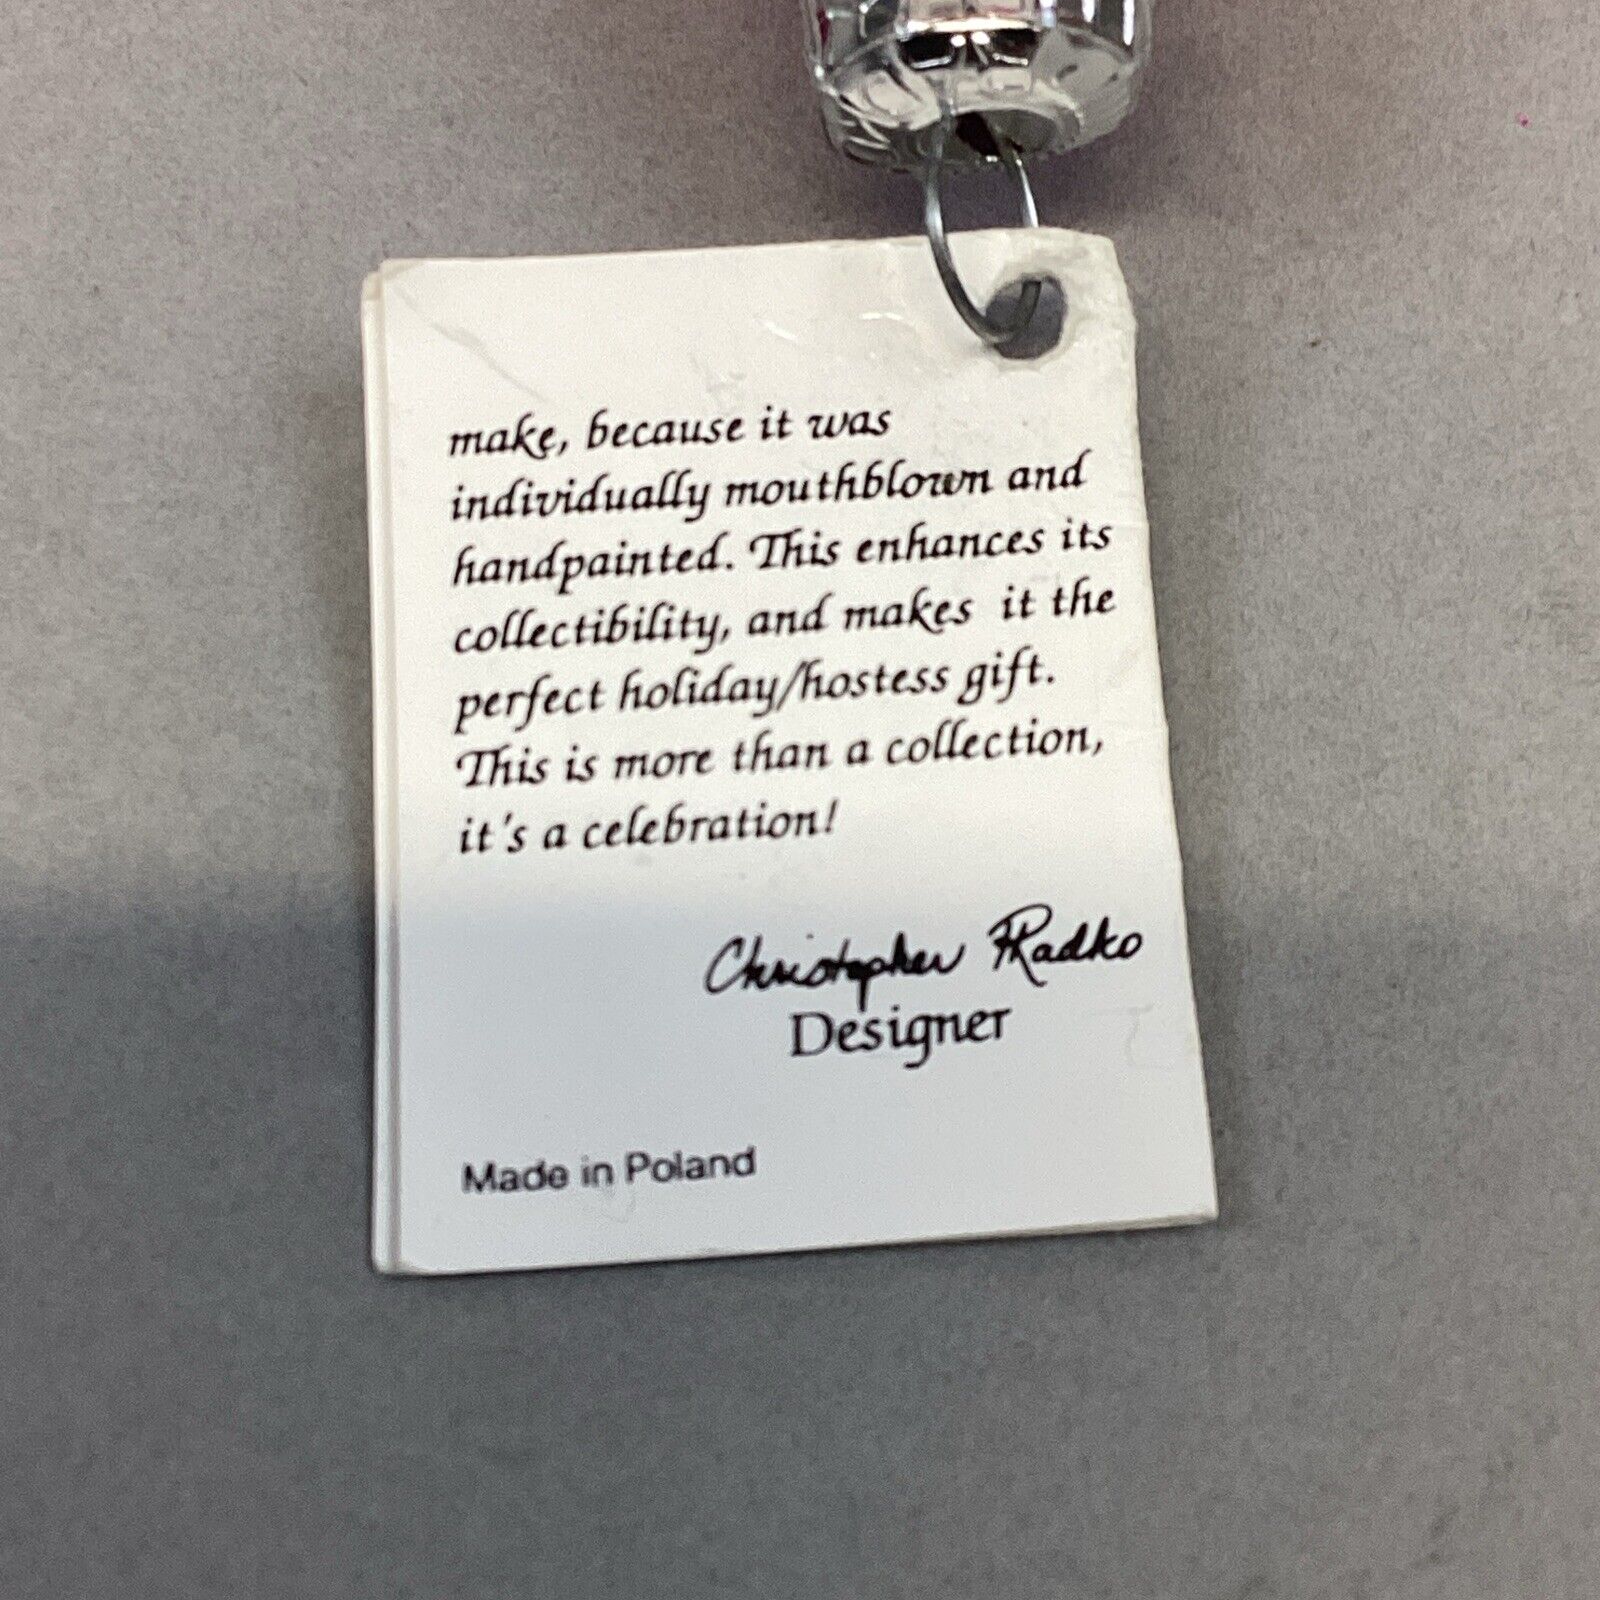 make, because it was
individually mouthblown and
handpainted. This enhances its
collectibility, and makes it the
perfect holiday/hostess gift.
This is more than a collection,
it's a celebration!
Christopher Radko
Designer
Made in Poland